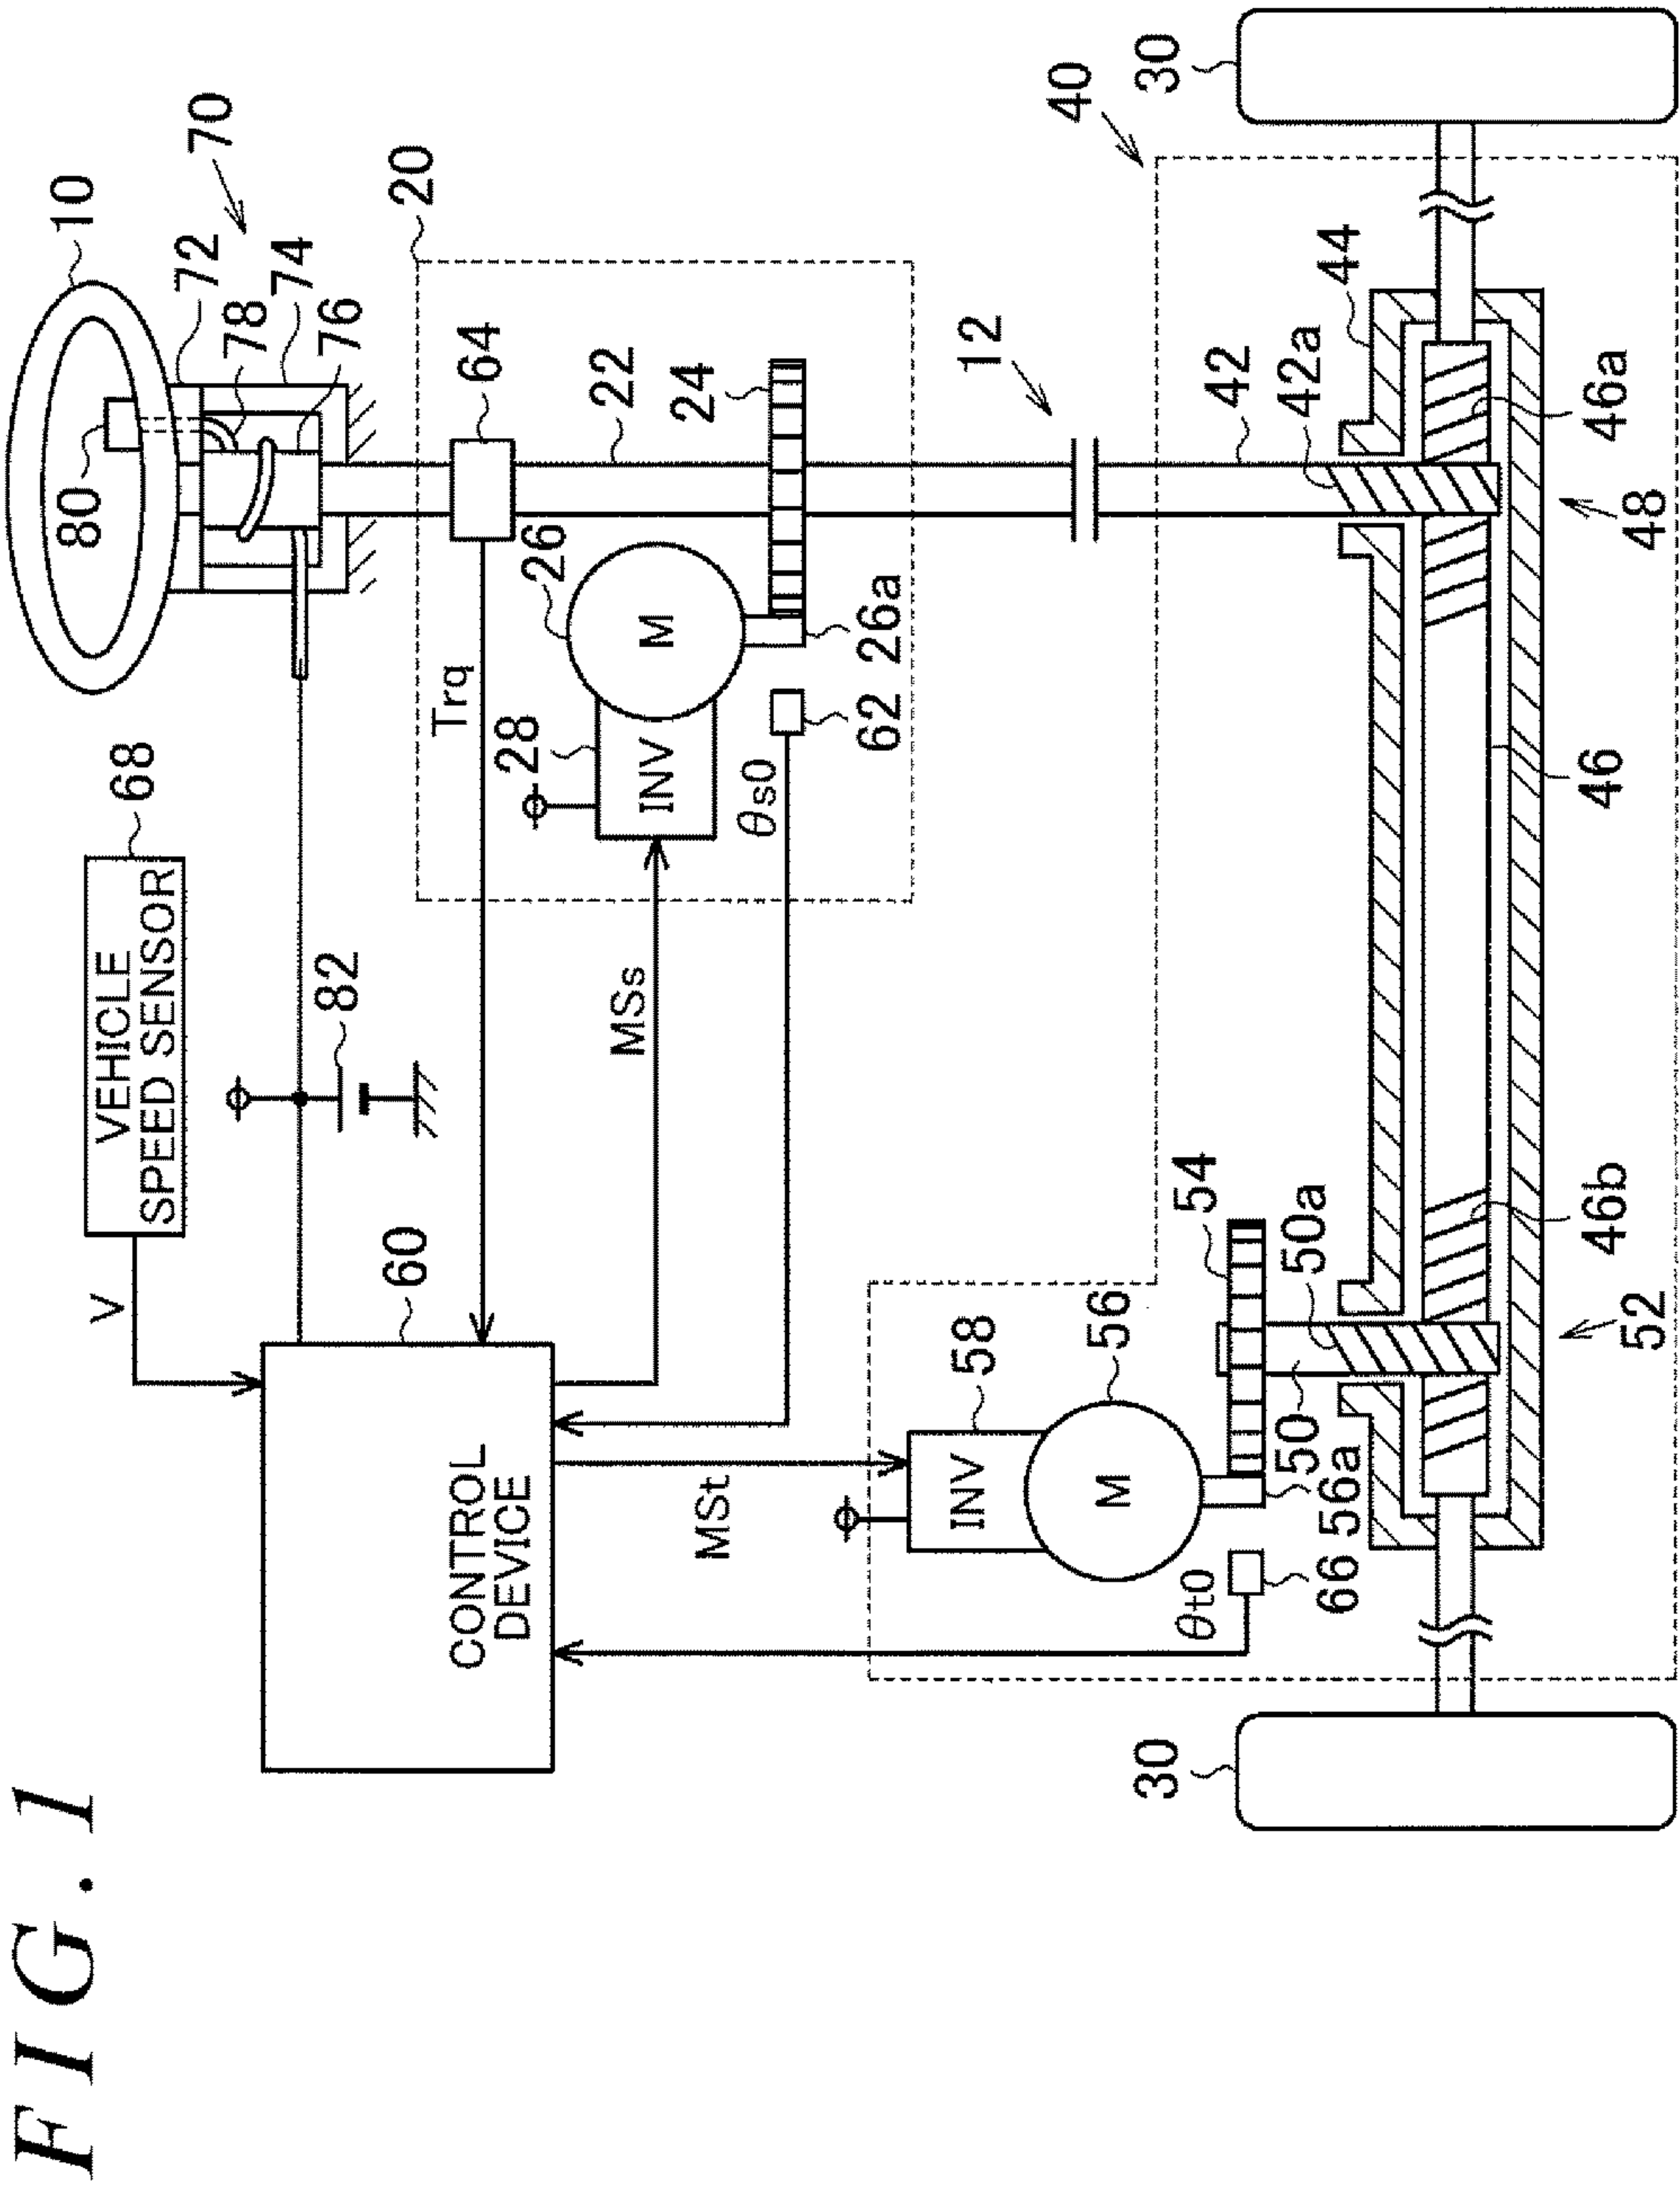 FIG. 1
10
70
72
74
78
76
80
VEHICLE
SPEED SENSOR
68
V
82
60
CONTROL
DEVICE
20
64
Trq
22
26
M
24
28
INV
26a
62
θs0
MSs
MSt
12
40
30
58
INV
56
M
54
50a
50
56a
66
θt0
42
42a
44
46a
48
46
46b
52
30